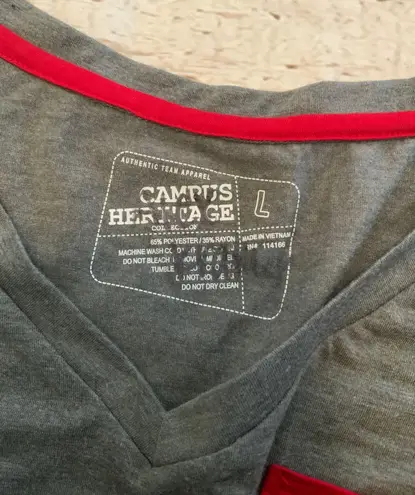 AUTHENTIC TEAM APPAREL
CAMPUS
HERITAGE
L
65% POLYESTER / 35% RAYON
MADE IN VIETNAM
MACHINE WASH
RN# 114166
DO NOT BLEACH
TUMBLE
DO NOT
DO NOT DRY CLEAN